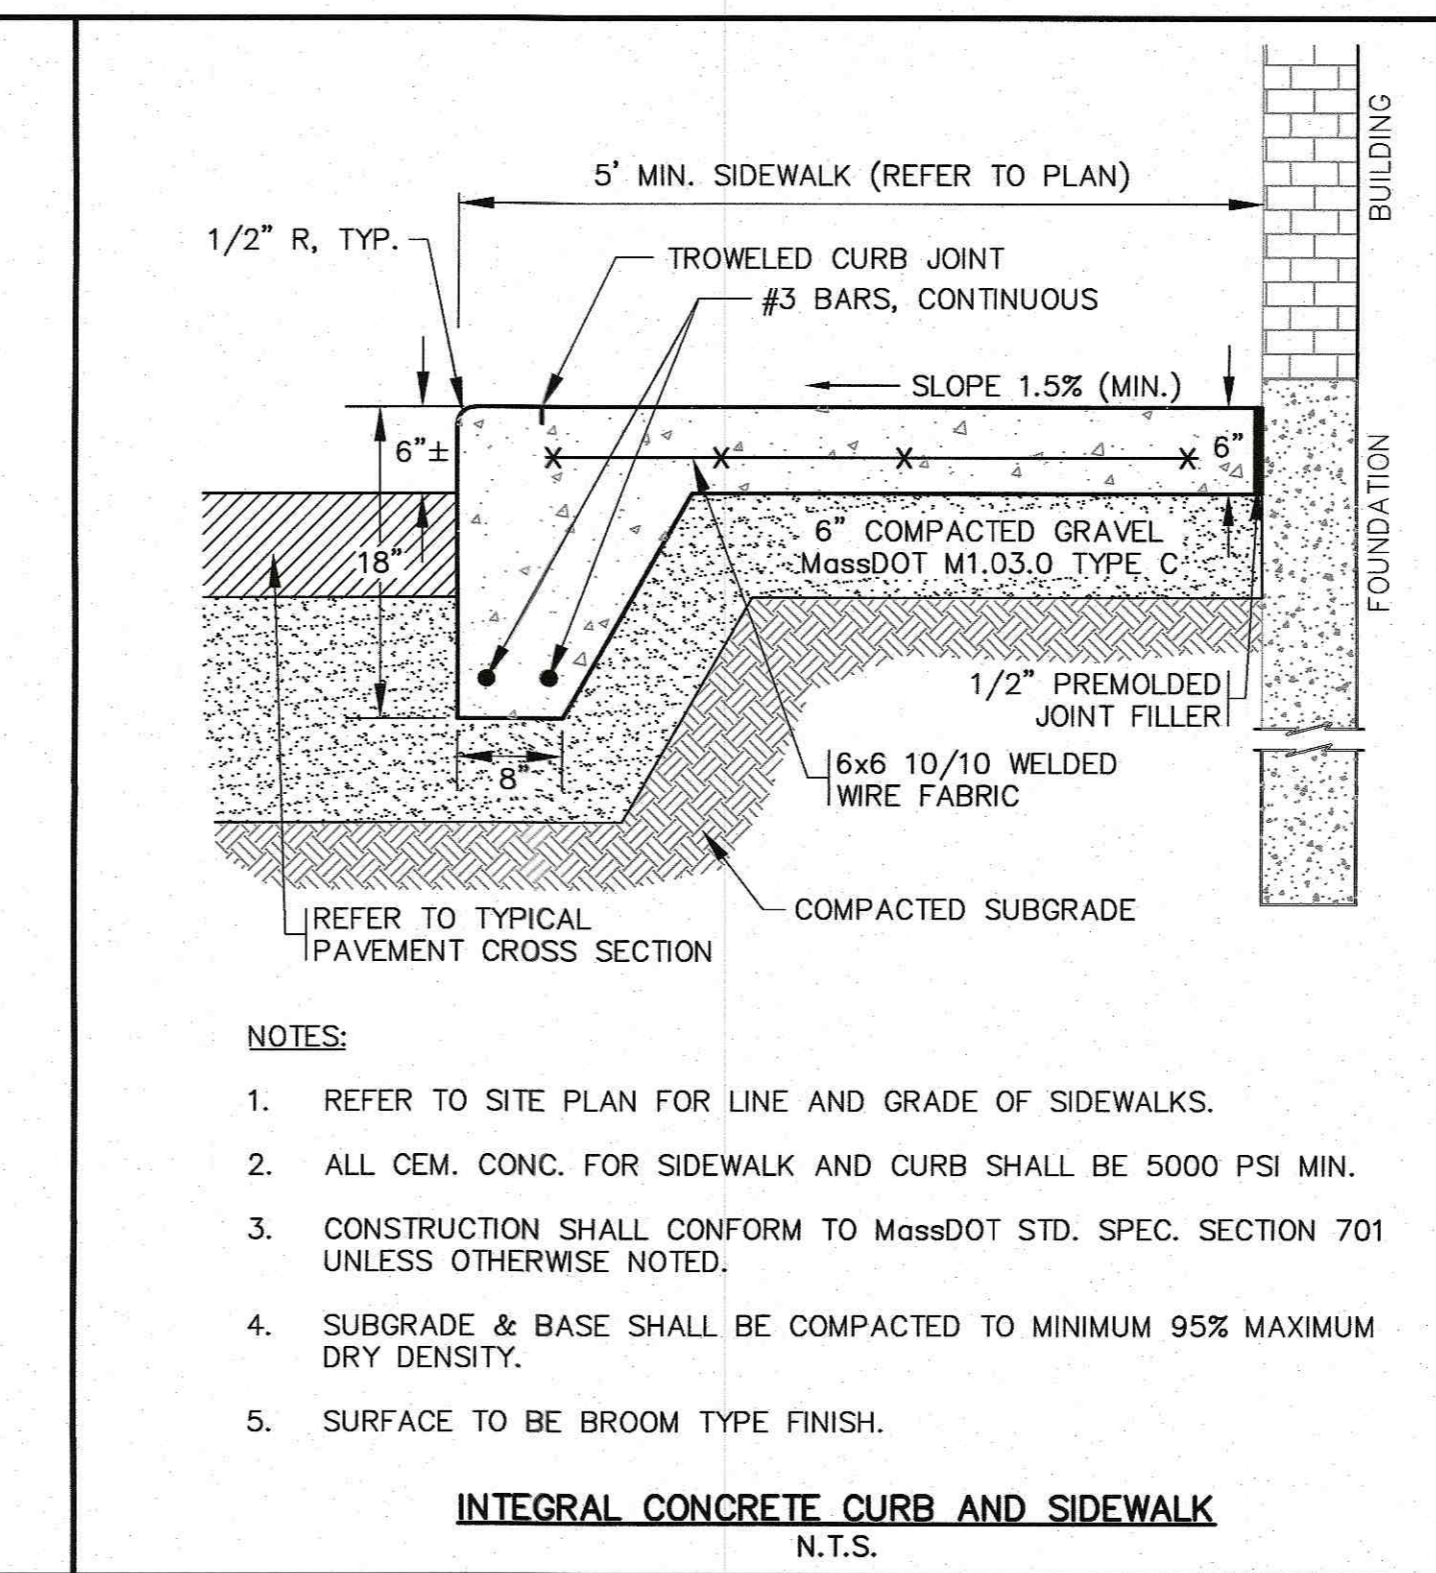 5' MIN. SIDEWALK (REFER TO PLAN)
BUILDING
1/2" R, TYP.
TROWELED CURB JOINT
#3 BARS, CONTINUOUS
SLOPE 1.5% (MIN.)
6"±
6"
FOUNDATION
6" COMPACTED GRAVEL
MassDOT M1.03.0 TYPE C
18"
1/2" PREMOLDED
JOINT FILLER
8"
6x6 10/10 WELDED
WIRE FABRIC
COMPACTED SUBGRADE
REFER TO TYPICAL
PAVEMENT CROSS SECTION
NOTES:
1. REFER TO SITE PLAN FOR LINE AND GRADE OF SIDEWALKS.
2. ALL CEM. CONC. FOR SIDEWALK AND CURB SHALL BE 5000 PSI MIN.
3. CONSTRUCTION SHALL CONFORM TO MassDOT STD. SPEC. SECTION 701
UNLESS OTHERWISE NOTED.
4. SUBGRADE & BASE SHALL BE COMPACTED TO MINIMUM 95% MAXIMUM
DRY DENSITY.
5. SURFACE TO BE BROOM TYPE FINISH.
INTEGRAL CONCRETE CURB AND SIDEWALK
N.T.S.